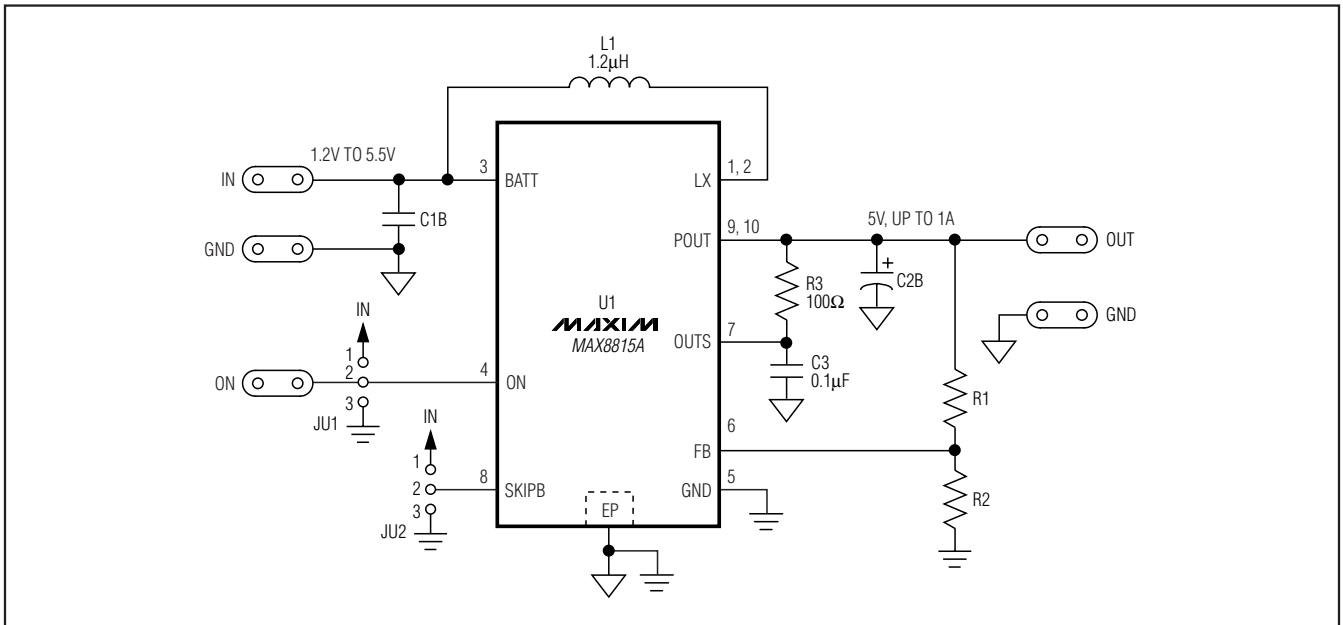 L1
1.2µH
1.2V TO 5.5V
IN
3
BATT
LX
1, 2
C1B
GND
POUT
9, 10
5V, UP TO 1A
OUT
R3
100Ω
C2B
GND
U1
MAXIM
MAX8815A
OUTS
7
C3
0.1µF
IN
1
2
3
JU1
ON
4
ON
R1
IN
1
2
3
JU2
8
SKIPB
FB
6
GND
5
R2
EP
+